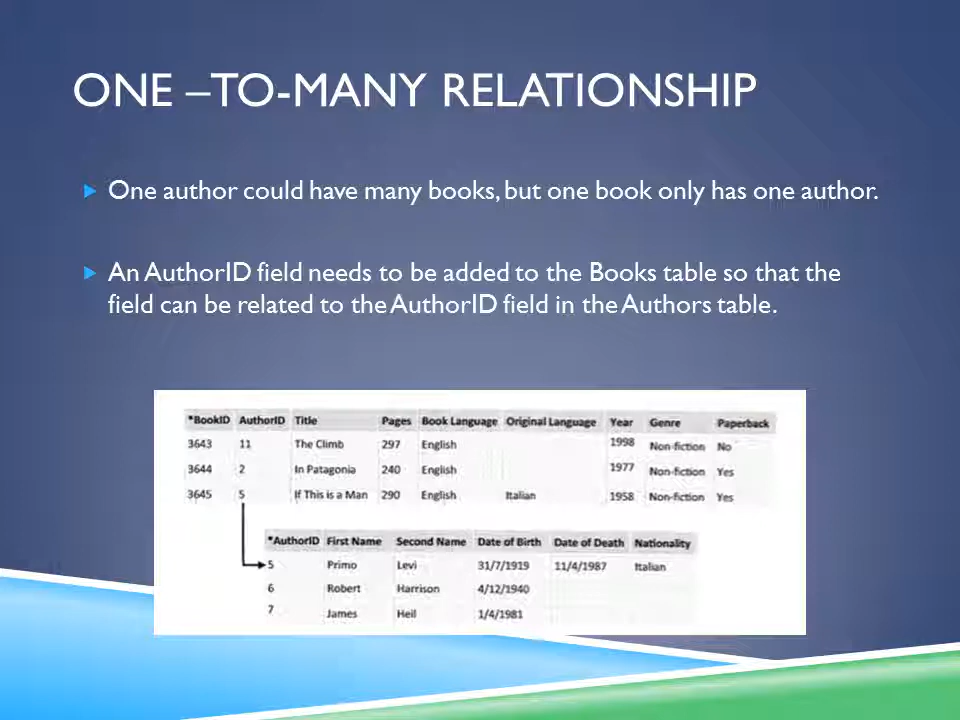 ONE –TO-MANY RELATIONSHIP
One author could have many books, but one book only has one author.
An AuthorID field needs to be added to the Books table so that the
field can be related to the AuthorID field in the Authors table.
*BookID AuthorID Title Pages Book Language Original Language Year Genre Paperback
3643 11 The Climb 297 English 1998 Non-fiction No
3644 2 In Patagonia 240 English 1977 Non-fiction Yes
3645 5 If This is a Man 290 English Italian 1958 Non-fiction Yes
*AuthorID First Name Second Name Date of Birth Date of Death Nationality
5 Primo Levi 31/7/1919 11/4/1987 Italian
6 Robert Harrison 4/12/1940
7 James Heil 1/4/1981